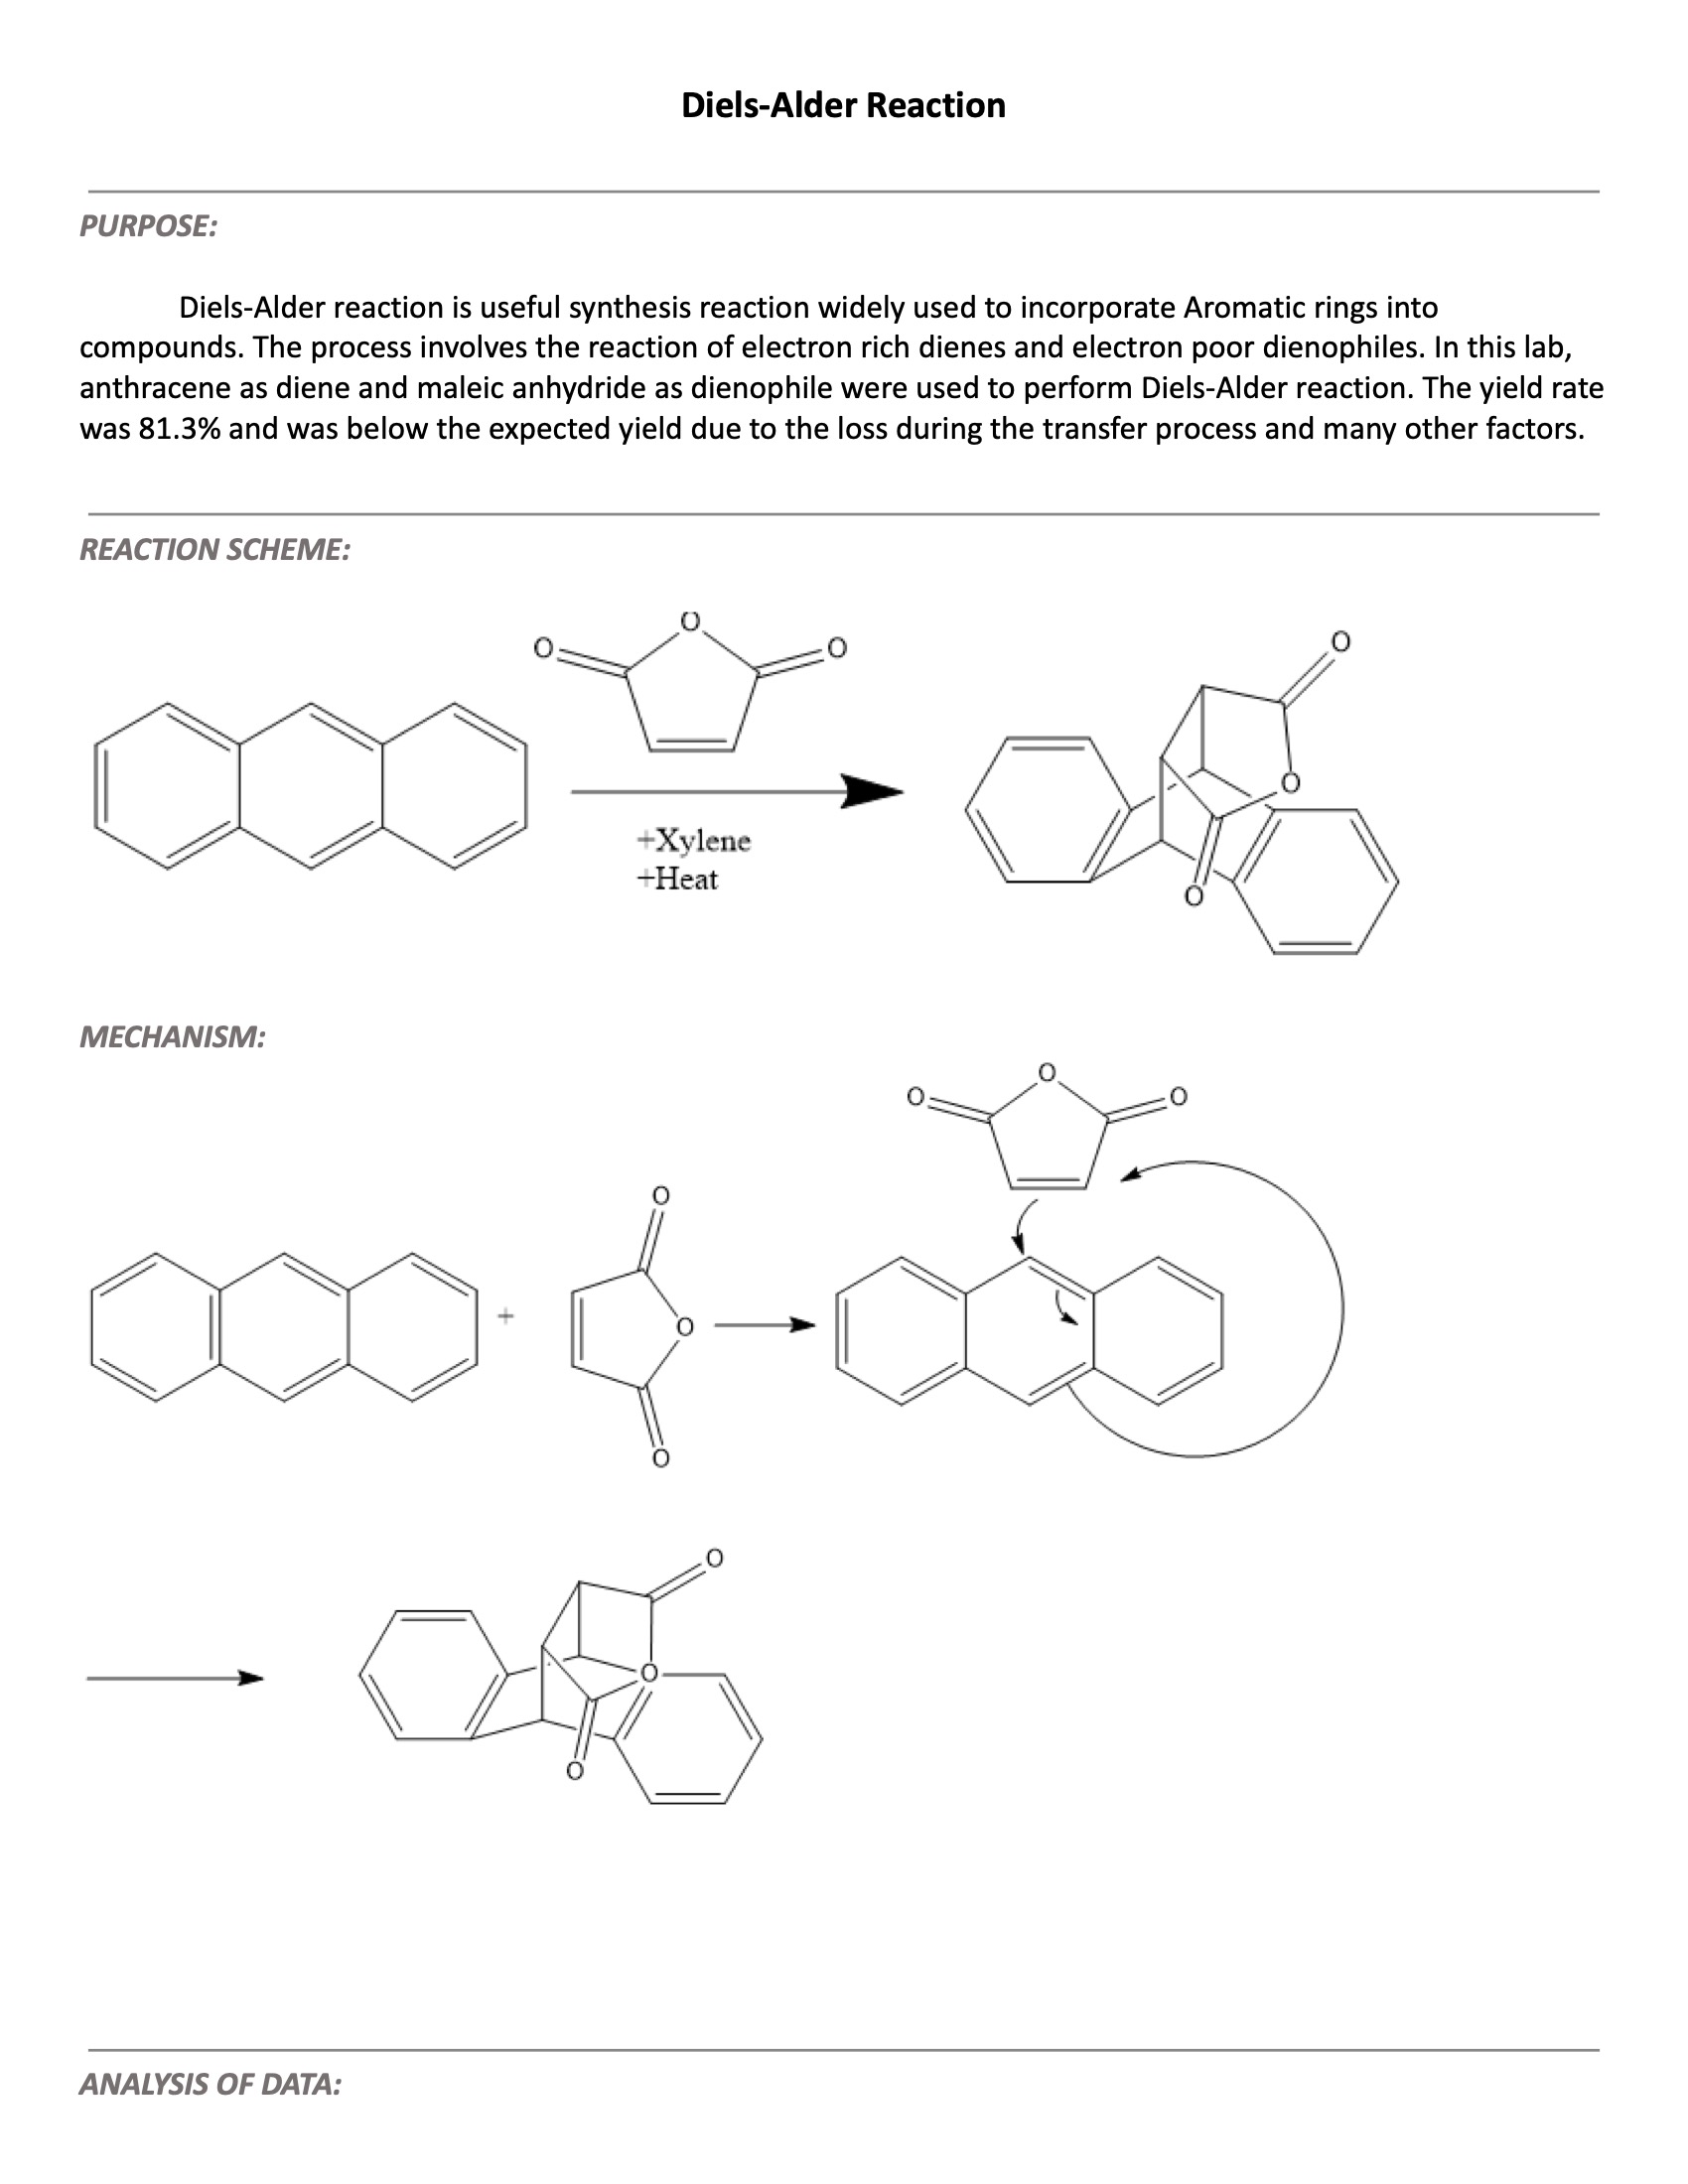 Diels-Alder Reaction
PURPOSE:
Diels-Alder reaction is useful synthesis reaction widely used to incorporate Aromatic rings into
compounds. The process involves the reaction of electron rich dienes and electron poor dienophiles. In this lab,
anthracene as diene and maleic anhydride as dienophile were used to perform Diels-Alder reaction. The yield rate
was 81.3% and was below the expected yield due to the loss during the transfer process and many other factors.
REACTION SCHEME:
O
O
O
O
O
O
+Xylene
+Heat
MECHANISM:
O
O
O
O
+
O
O
O
O
O
ANALYSIS OF DATA: